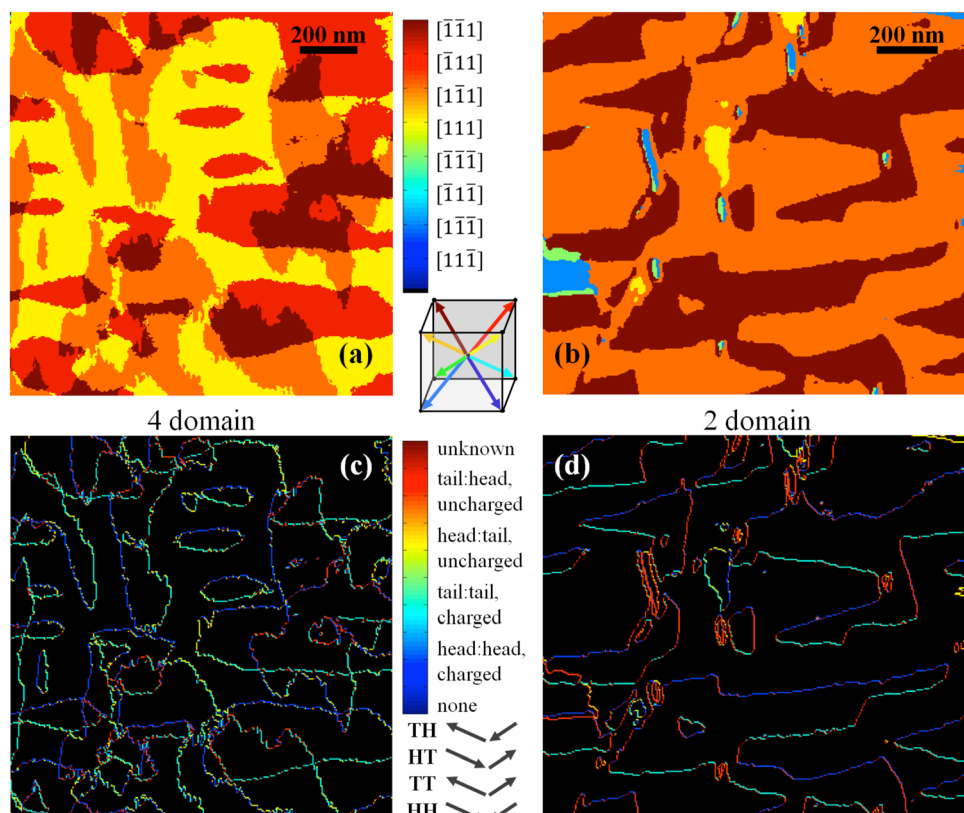 200 nm
200 nm
[1̅1̅1]
[1̅11]
[11̅1]
[111]
[1̅1̅1̅]
[1̅11̅]
[11̅1̅]
[111̅]
(a)
(b)
4 domain
2 domain
(c)
(d)
unknown
tail:head,
uncharged
head:tail,
uncharged
tail:tail,
charged
head:head,
charged
none
TH
HT
TT
HH